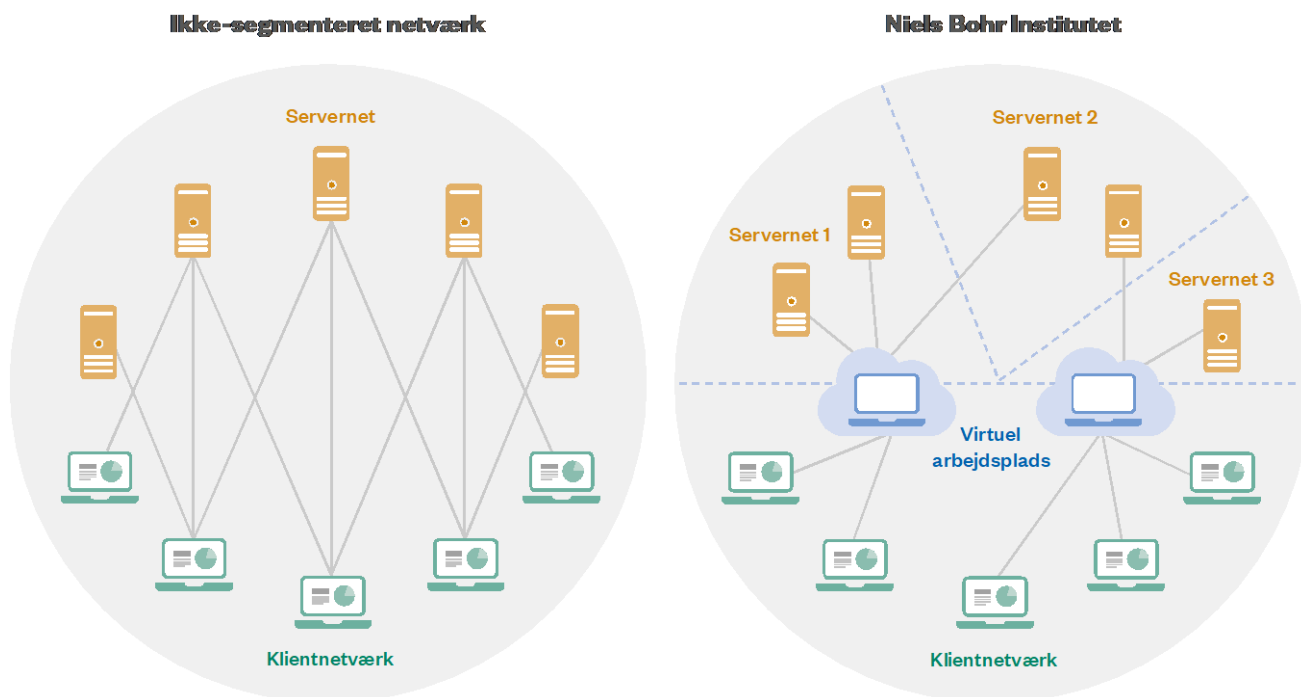 Ikke-segmenteret netværk
Servernet
Klientnetværk
Niels Bohr Institutet
Servernet 2
Servernet 1
Servernet 3
Virtuel
arbejdsplads
Klientnetværk